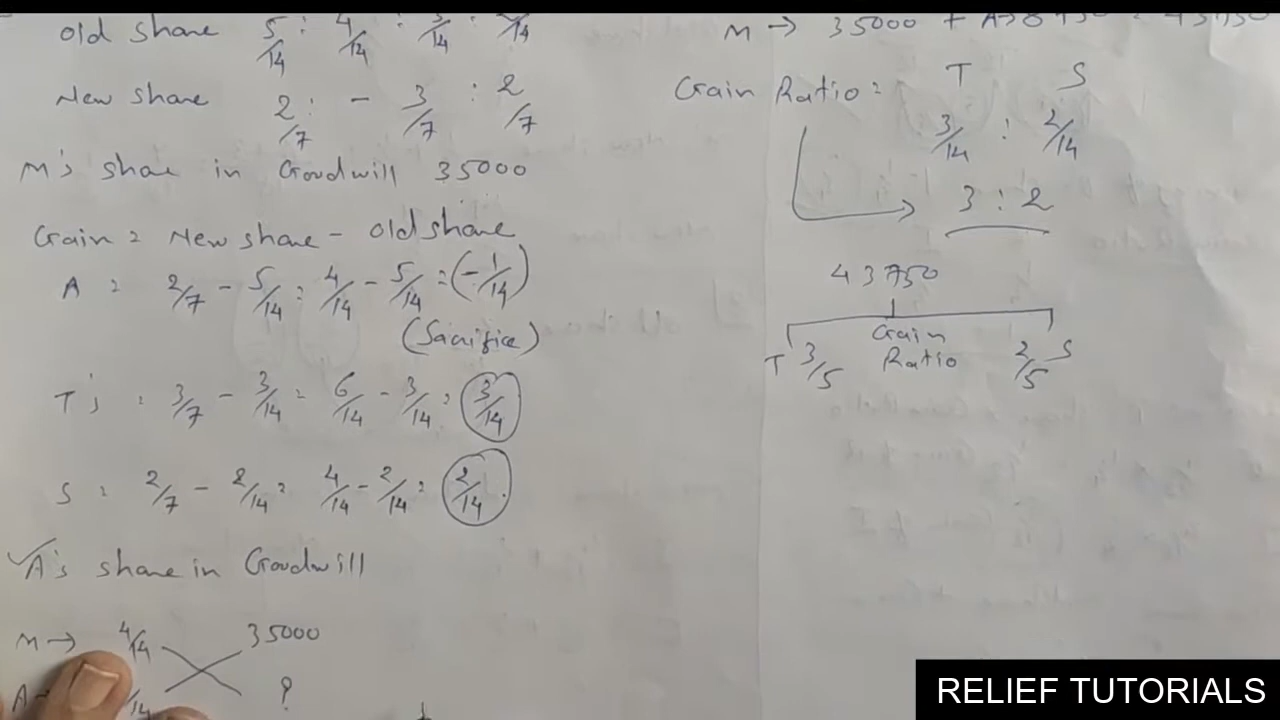 old share 5/14 : 4/14 : 3/14 : 2/14
New share 2/7 : - 3/7 : 2/7
M's share in Goodwill 35000
Gain = New share - old share
A = 2/7 - 5/14 = 4/14 - 5/14 = (-1/14)
(Sacrifice)
T's = 3/7 - 3/14 = 6/14 - 3/14 = 3/14
S = 2/7 - 2/14 = 4/14 - 2/14 = 2/14
✓ A's share in Goodwill
M → 4/14 35000
A → /14 ?
M → 35000 + A → 8750 = 43750
Gain Ratio = T S
3/14 : 2/14
3 : 2
43750
Gain
T 3/5 Ratio 2/5 S
RELIEF TUTORIALS